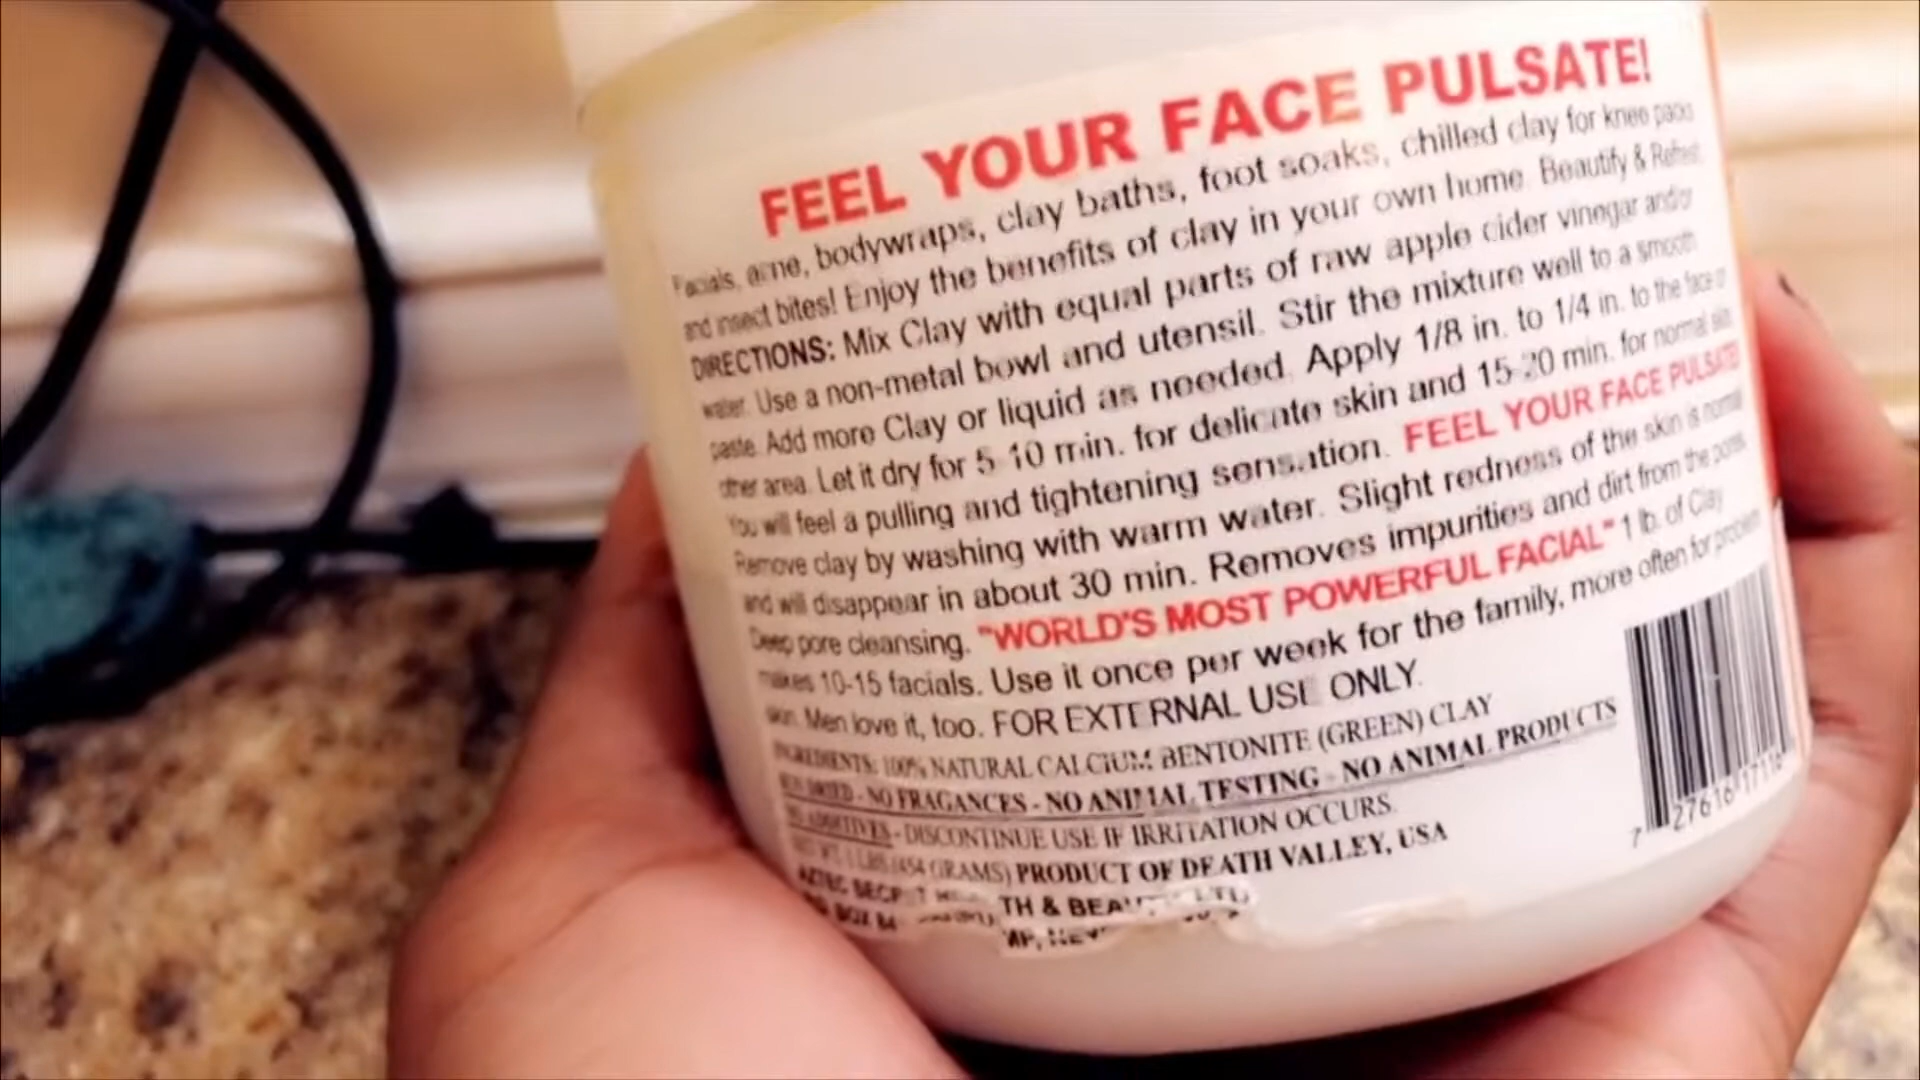 FEEL YOUR FACE PULSATE!
Facials, acne, bodywraps, clay baths, foot soaks, chilled clay for knee packs
and insect bites! Enjoy the benefits of clay in your own home. Beautify & Refresh.
DIRECTIONS: Mix Clay with equal parts of raw apple cider vinegar and/or
water. Use a non-metal bowl and utensil. Stir the mixture well to a smooth
paste. Add more Clay or liquid as needed. Apply 1/8 in. to 1/4 in. to the face or
other area. Let it dry for 5-10 min. for delicate skin and 15-20 min. for normal skin.
You will feel a pulling and tightening sensation. FEEL YOUR FACE PULSATE!
Remove clay by washing with warm water. Slight redness of the skin is normal
and will disappear in about 30 min. Removes impurities and dirt from the pores.
Deep pore cleansing. "WORLD'S MOST POWERFUL FACIAL" 1 lb. of Clay
makes 10-15 facials. Use it once per week for the family, more often for problem
skin. Men love it, too. FOR EXTERNAL USE ONLY.
INGREDIENTS: 100% NATURAL CALCIUM BENTONITE (GREEN) CLAY
SUN DRIED - NO FRAGANCES - NO ANIMAL TESTING - NO ANIMAL PRODUCTS
NO ADDITIVES - DISCONTINUE USE IF IRRITATION OCCURS.
NET WT. 1 LBS (454 GRAMS) PRODUCT OF DEATH VALLEY, USA
AZTEC SECRET TH & BEAUTY LTD,
BOX 84
7 27616 1711